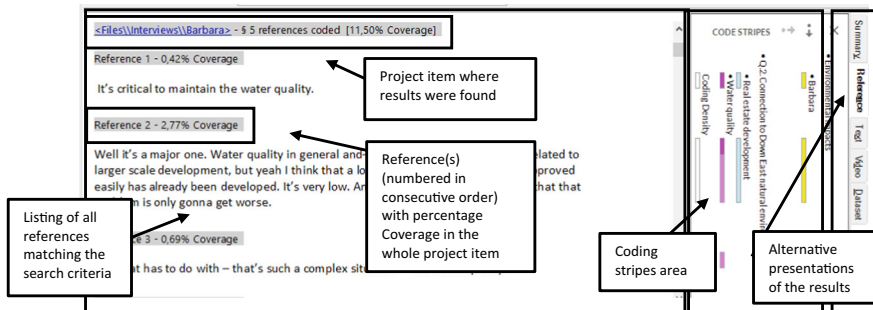 <Files\\Interviews\\Barbara> - § 5 references coded [11,50% Coverage]
Reference 1 - 0,42% Coverage
It's critical to maintain the water quality.
Reference 2 - 2,77% Coverage
Well it's a major one. Water quality in general and elated to
larger scale development, but yeah I think that a lo proved
easily has already been developed. It's very low. An that that
is only gonna get worse.
ce 3 - 0,69% Coverage
at has to do with – that's such a complex sit
Project item where
results were found
Reference(s)
(numbered in
consecutive order)
with percentage
Coverage in the
whole project item
Listing of all
references
matching the
search criteria
CODE STRIPES
Coding Density
Water quality
Real estate development
Q.2. Connection to Down East natural envir
Barbara
Environmental impacts
Summary
Reference
Text
Video
Dataset
Coding
stripes area
Alternative
presentations
of the results